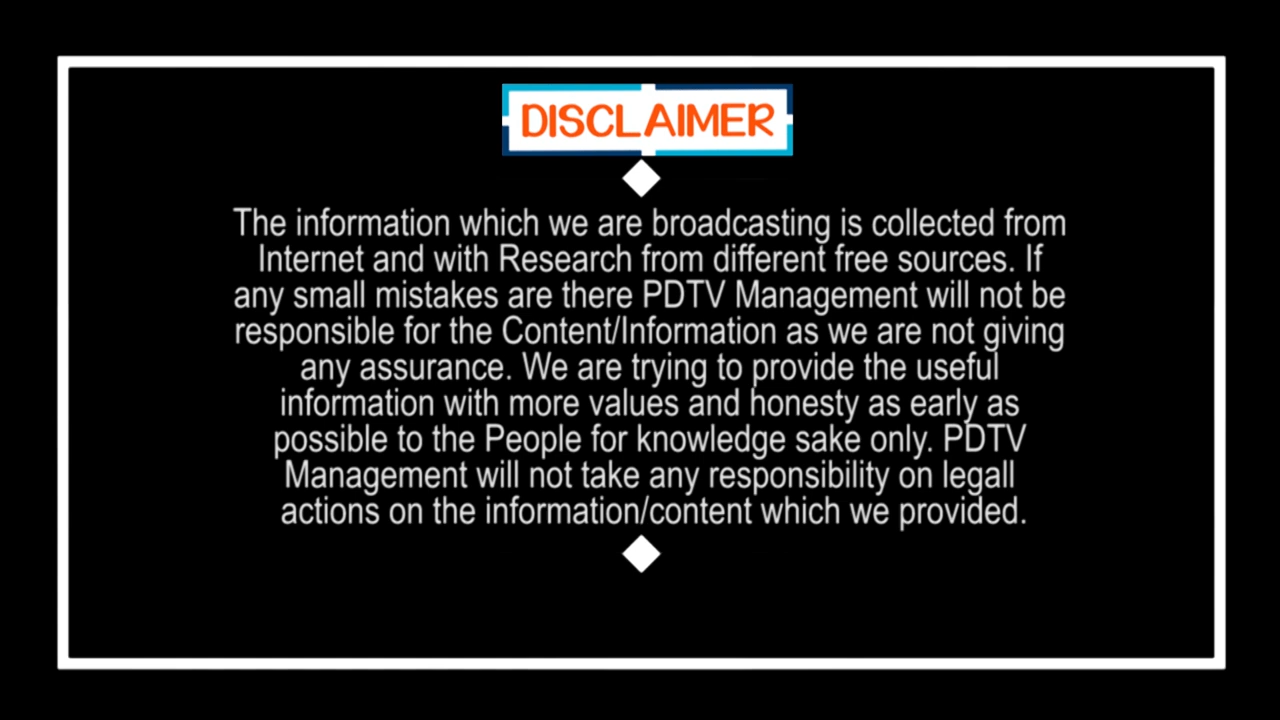 DISCLAIMER
The information which we are broadcasting is collected from
Internet and with Research from different free sources. If
any small mistakes are there PDTV Management will not be
responsible for the Content/Information as we are not giving
any assurance. We are trying to provide the useful
information with more values and honesty as early as
possible to the People for knowledge sake only. PDTV
Management will not take any responsibility on legall
actions on the information/content which we provided.